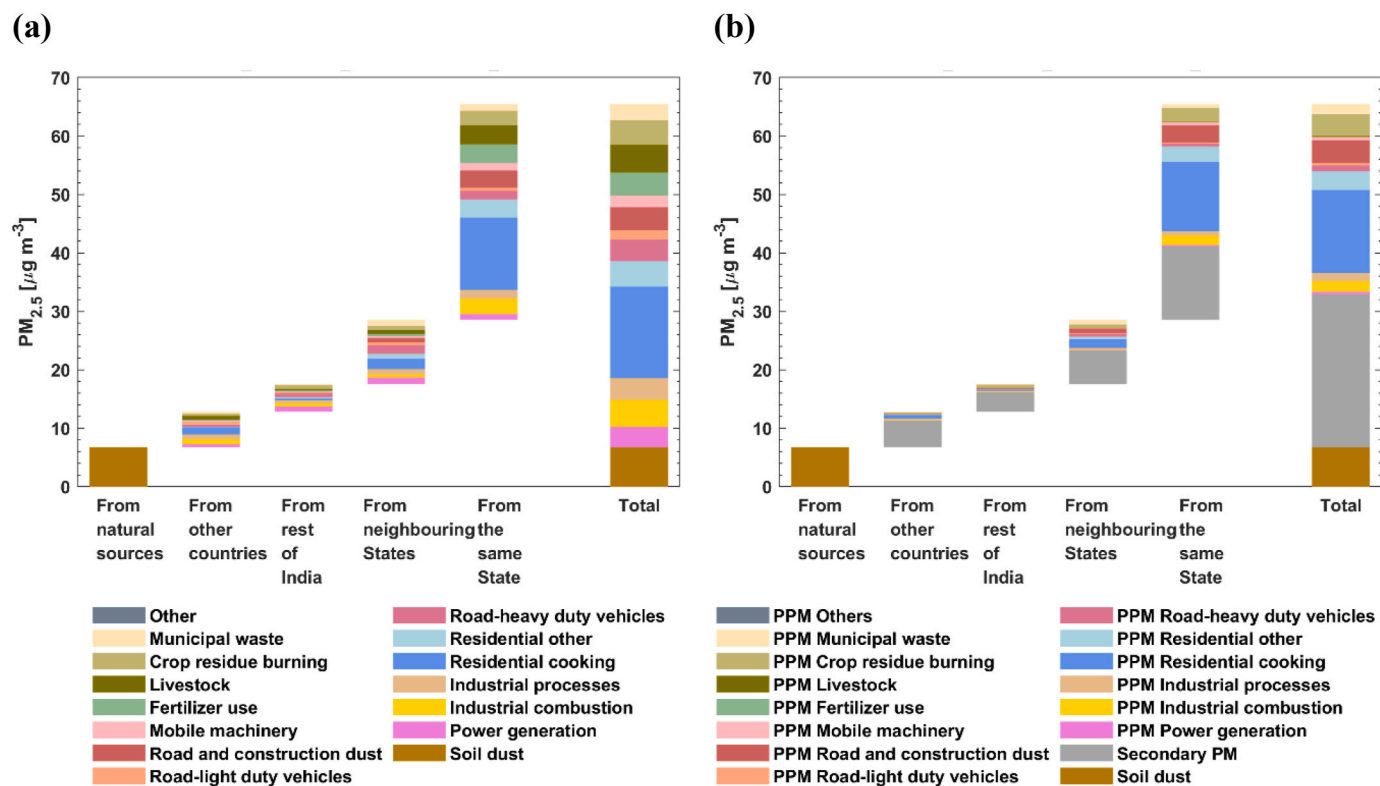 (a)
(b)
70
60
50
40
30
20
10
0
PM2.5 [μg m-3]
From natural sources
From other countries
From rest of India
From neighbouring States
From the same State
Total
70
60
50
40
30
20
10
0
PM2.5 [μg m-3]
From natural sources
From other countries
From rest of India
From neighbouring States
From the same State
Total
Other
Municipal waste
Crop residue burning
Livestock
Fertilizer use
Mobile machinery
Road and construction dust
Road-light duty vehicles
Road-heavy duty vehicles
Residential other
Residential cooking
Industrial processes
Industrial combustion
Power generation
Soil dust
PPM Others
PPM Municipal waste
PPM Crop residue burning
PPM Livestock
PPM Fertilizer use
PPM Mobile machinery
PPM Road and construction dust
PPM Road-light duty vehicles
PPM Road-heavy duty vehicles
PPM Residential other
PPM Residential cooking
PPM Industrial processes
PPM Industrial combustion
PPM Power generation
Secondary PM
Soil dust